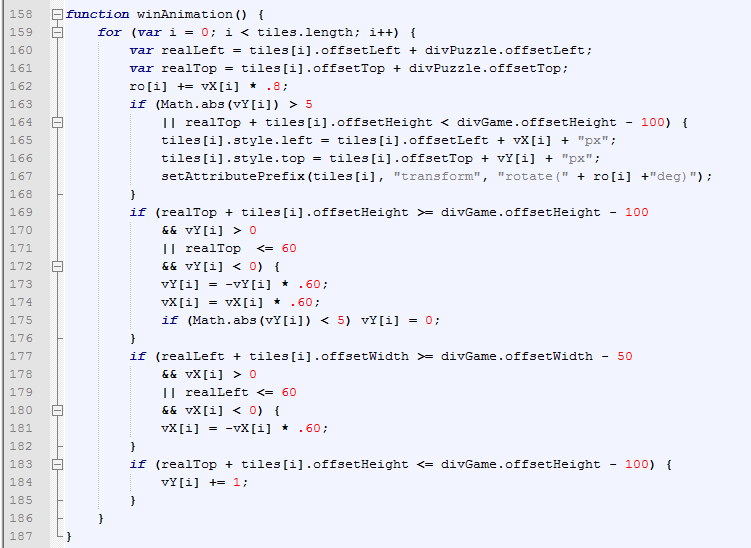 158 function winAnimation() {
159     for (var i = 0; i < tiles.length; i++) {
160         var realLeft = tiles[i].offsetLeft + divPuzzle.offsetLeft;
161         var realTop = tiles[i].offsetTop + divPuzzle.offsetTop;
162         ro[i] += vX[i] * .8;
163         if (Math.abs(vY[i]) > 5
164             || realTop + tiles[i].offsetHeight < divGame.offsetHeight - 100) {
165             tiles[i].style.left = tiles[i].offsetLeft + vX[i] + "px";
166             tiles[i].style.top = tiles[i].offsetTop + vY[i] + "px";
167             setAttributePrefix(tiles[i], "transform", "rotate(" + ro[i] +"deg)");
168         }
169         if (realTop + tiles[i].offsetHeight >= divGame.offsetHeight - 100
170             && vY[i] > 0
171             || realTop  <= 60
172             && vY[i] < 0) {
173             vY[i] = -vY[i] * .60;
174             vX[i] = vX[i] * .60;
175             if (Math.abs(vY[i]) < 5) vY[i] = 0;
176         }
177         if (realLeft + tiles[i].offsetWidth >= divGame.offsetWidth - 50
178             && vX[i] > 0
179             || realLeft <= 60
180             && vX[i] < 0) {
181             vX[i] = -vX[i] * .60;
182         }
183         if (realTop + tiles[i].offsetHeight <= divGame.offsetHeight - 100) {
184             vY[i] += 1;
185         }
186     }
187 }